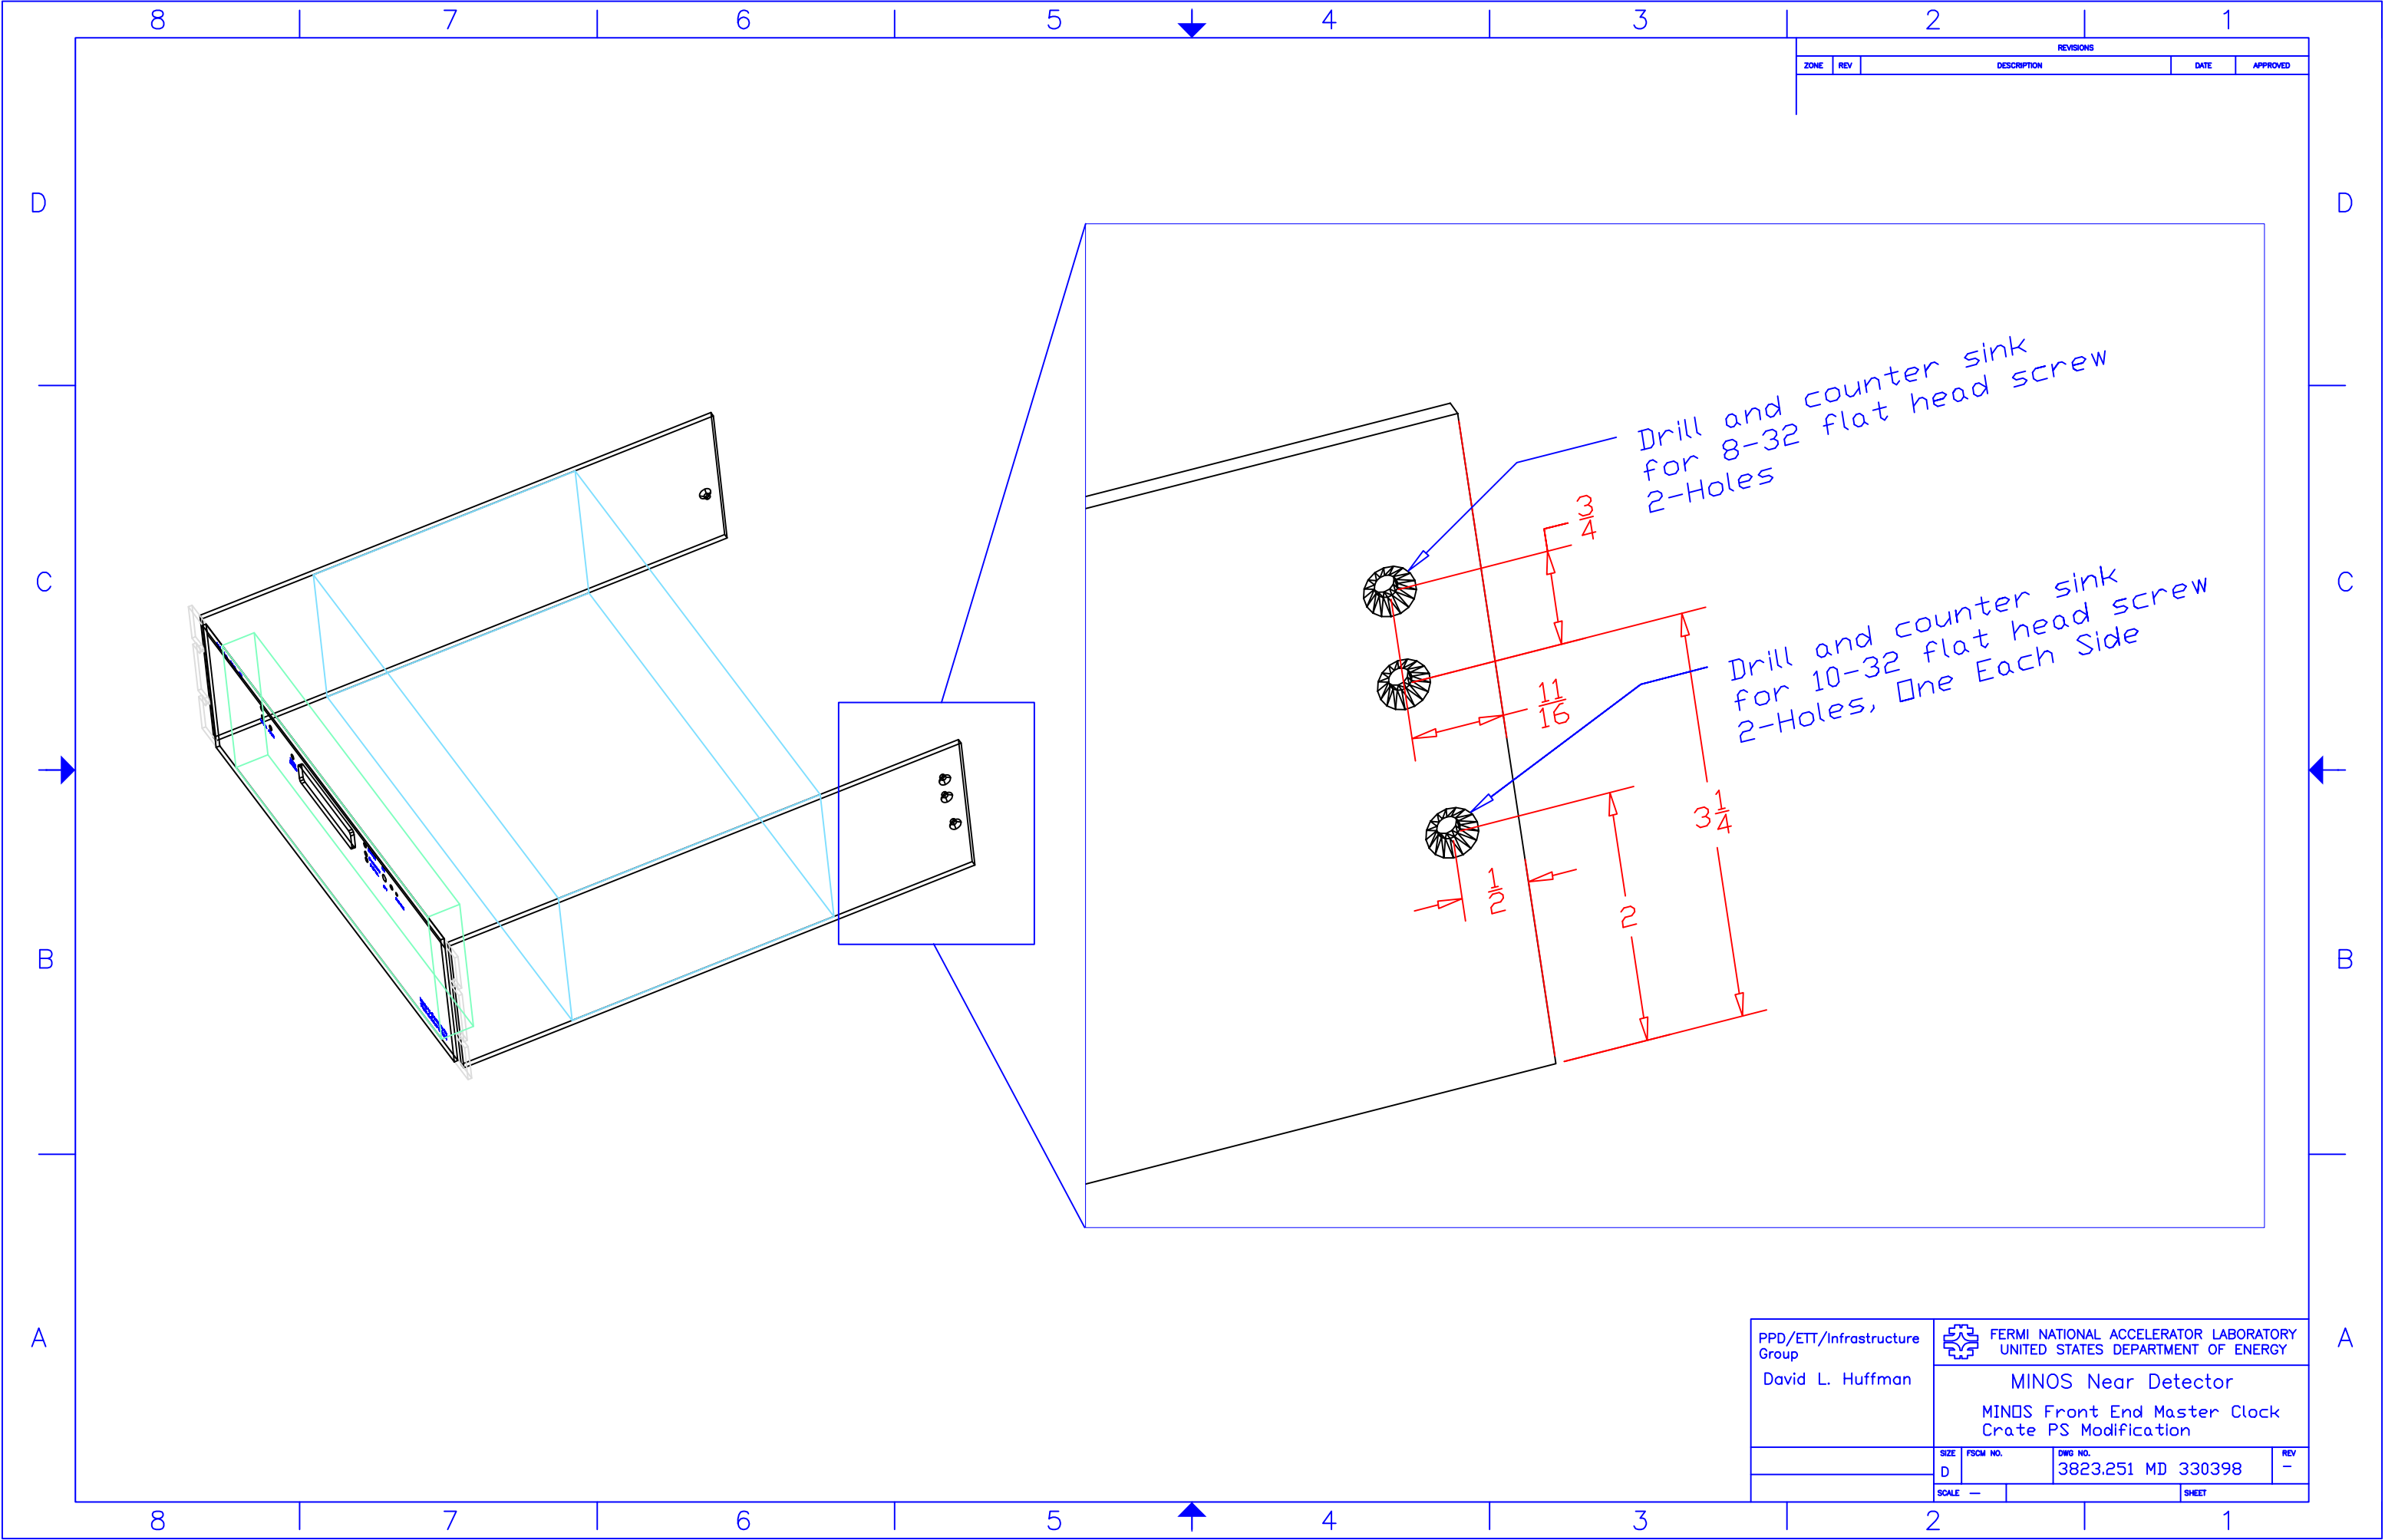 8 7 6 5 4 3 2 1
REVISIONS
ZONE REV DESCRIPTION DATE APPROVED
D D
Drill and counter sink
for 8-32 flat head screw
2-Holes
3/4
C C
Drill and counter sink
for 10-32 flat head screw
2-Holes, One Each Side
11/16
3 1/4
1/2
2
B B
A A
PPD/ETT/Infrastructure
Group
David L. Huffman
FERMI NATIONAL ACCELERATOR LABORATORY
UNITED STATES DEPARTMENT OF ENERGY
MINOS Near Detector
MINOS Front End Master Clock
Crate PS Modification
SIZE FSCM NO. DWG NO. REV
D 3823.251 MD 330398 -
SCALE — SHEET
8 7 6 5 4 3 2 1